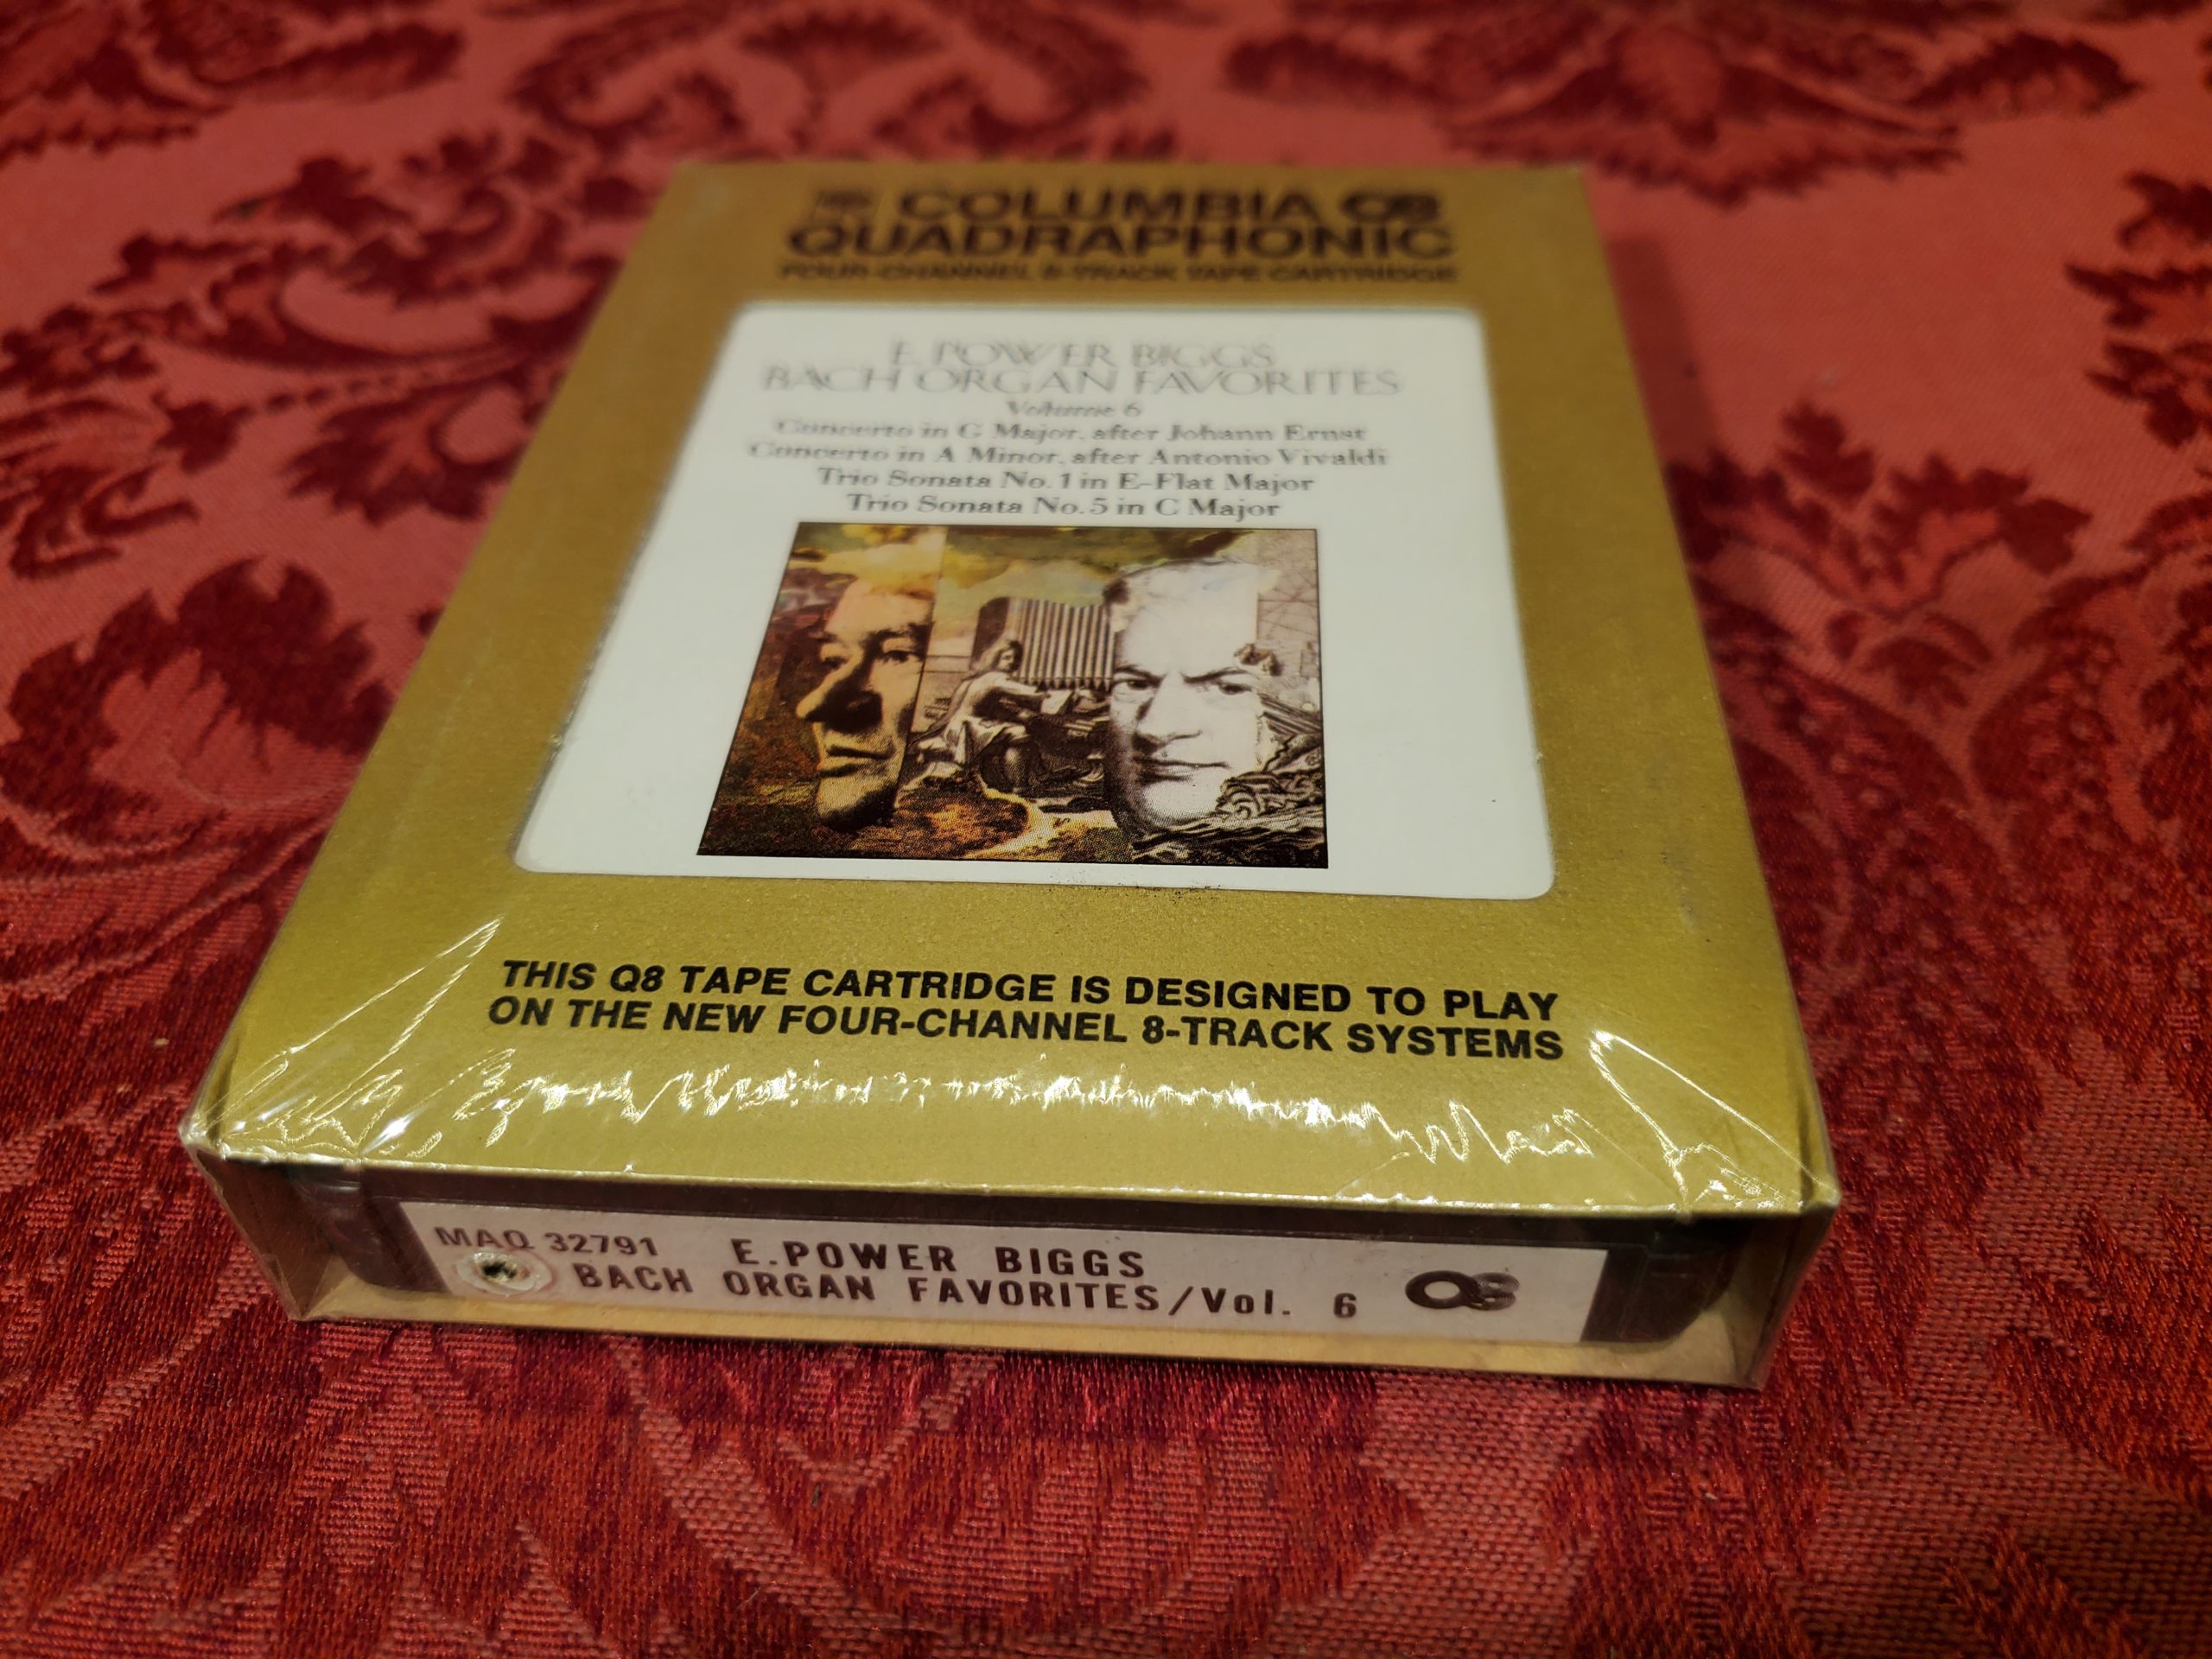 COLUMBIA Q8
QUADRAPHONIC
FOUR-CHANNEL 8-TRACK TAPE CARTRIDGE
E. POWER BIGGS
BACH ORGAN FAVORITES
Volume 6
Concerto in G Major, after Johann Ernst
Concerto in A Minor, after Antonio Vivaldi
Trio Sonata No. 1 in E-Flat Major
Trio Sonata No. 5 in C Major
THIS Q8 TAPE CARTRIDGE IS DESIGNED TO PLAY
ON THE NEW FOUR-CHANNEL 8-TRACK SYSTEMS
MAQ 32791 E.POWER BIGGS
BACH ORGAN FAVORITES/Vol. 6 Q8